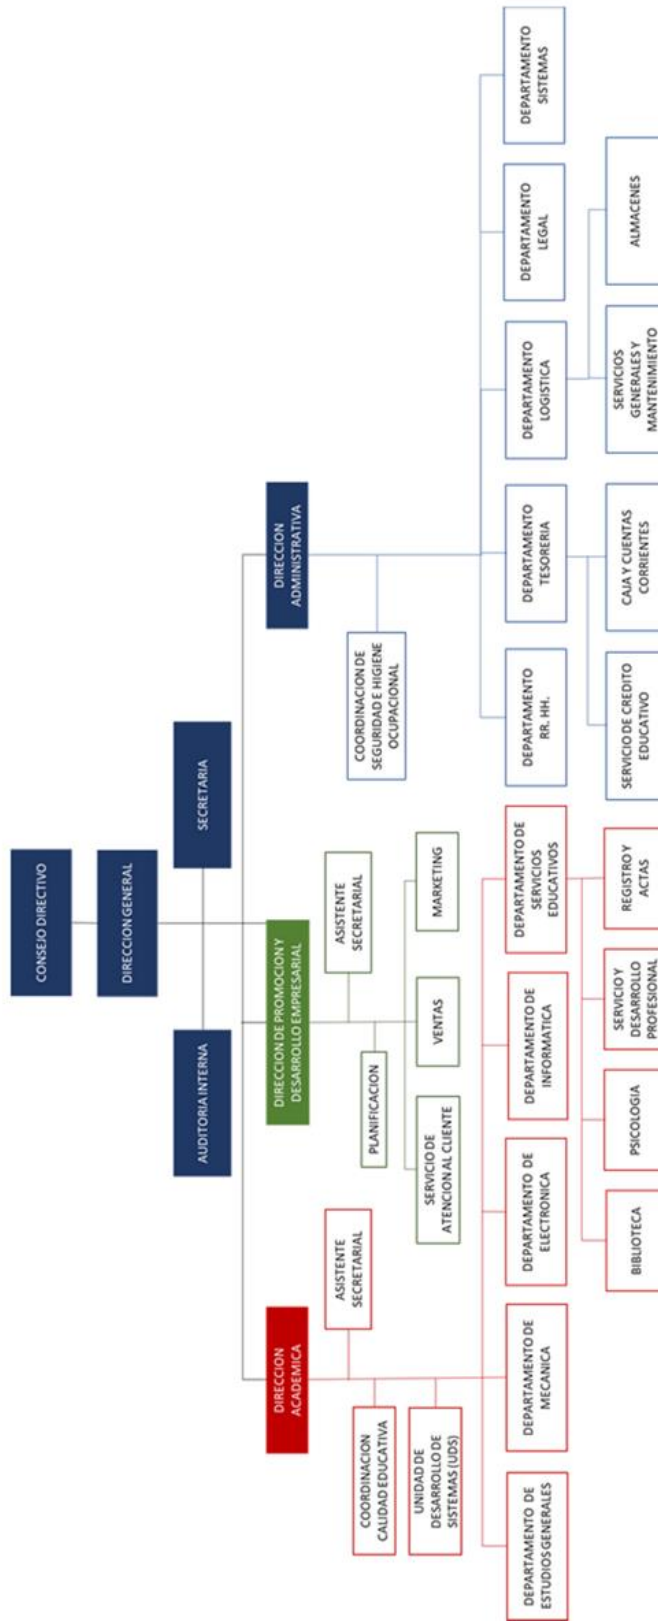 CONSEJO DIRECTIVO
DIRECCION GENERAL
AUDITORIA INTERNA
SECRETARIA
DIRECCION
ACADEMICA
DIRECCION DE PROMOCION Y
DESARROLLO EMPRESARIAL
DIRECCION
ADMINISTRATIVA
ASISTENTE
SECRETARIAL
COORDINACION
CALIDAD EDUCATIVA
UNIDAD DE
DESARROLLO DE
SISTEMAS (UDS)
ASISTENTE
SECRETARIAL
PLANIFICACION
SERVICIO DE
ATENCION AL CLIENTE
VENTAS
MARKETING
COORDINACION DE
SEGURIDAD E HIGIENE
OCUPACIONAL
DEPARTAMENTO DE
ESTUDIOS GENERALES
DEPARTAMENTO DE
MECANICA
DEPARTAMENTO DE
ELECTRONICA
DEPARTAMENTO DE
INFORMATICA
DEPARTAMENTO DE
SERVICIOS
EDUCATIVOS
DEPARTAMENTO
RR. HH.
DEPARTAMENTO
TESORERIA
DEPARTAMENTO
LOGISTICA
DEPARTAMENTO
LEGAL
DEPARTAMENTO
SISTEMAS
BIBLIOTECA
PSICOLOGIA
SERVICIO Y
DESARROLLO
PROFESIONAL
REGISTRO Y
ACTAS
SERVICIO DE CREDITO
EDUCATIVO
CAJA Y CUENTAS
CORRIENTES
SERVICIOS
GENERALES Y
MANTENIMIENTO
ALMACENES